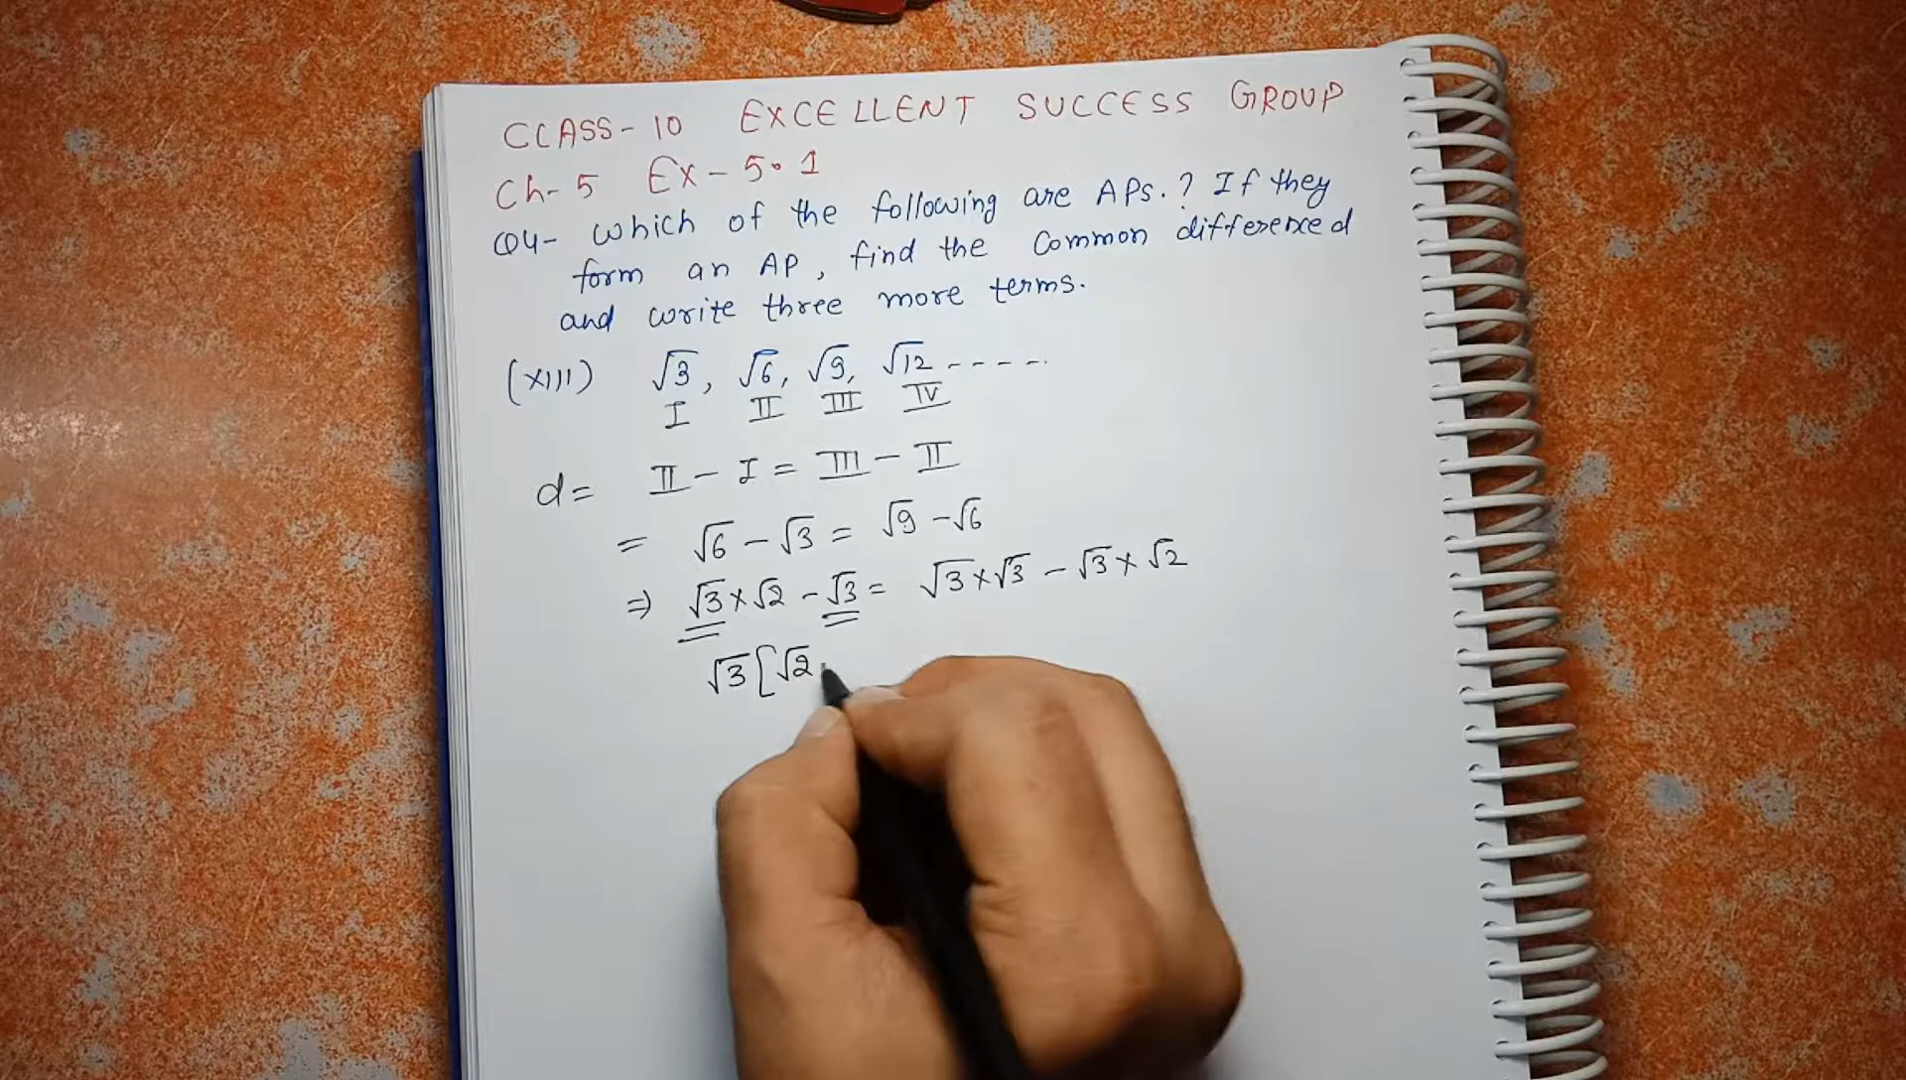 CLASS-10 EXCELLENT SUCCESS GROUP
Ch-5 Ex-5.1
Q4- which of the following are APs.? If they
form an AP, find the Common difference d
and write three more terms.
(XIII) √3, √6, √9, √12 -----
I II III IV
d= II - I = III - II
= √6 - √3 = √9 - √6
⇒ √3×√2 - √3 = √3×√3 - √3×√2
√3[√2